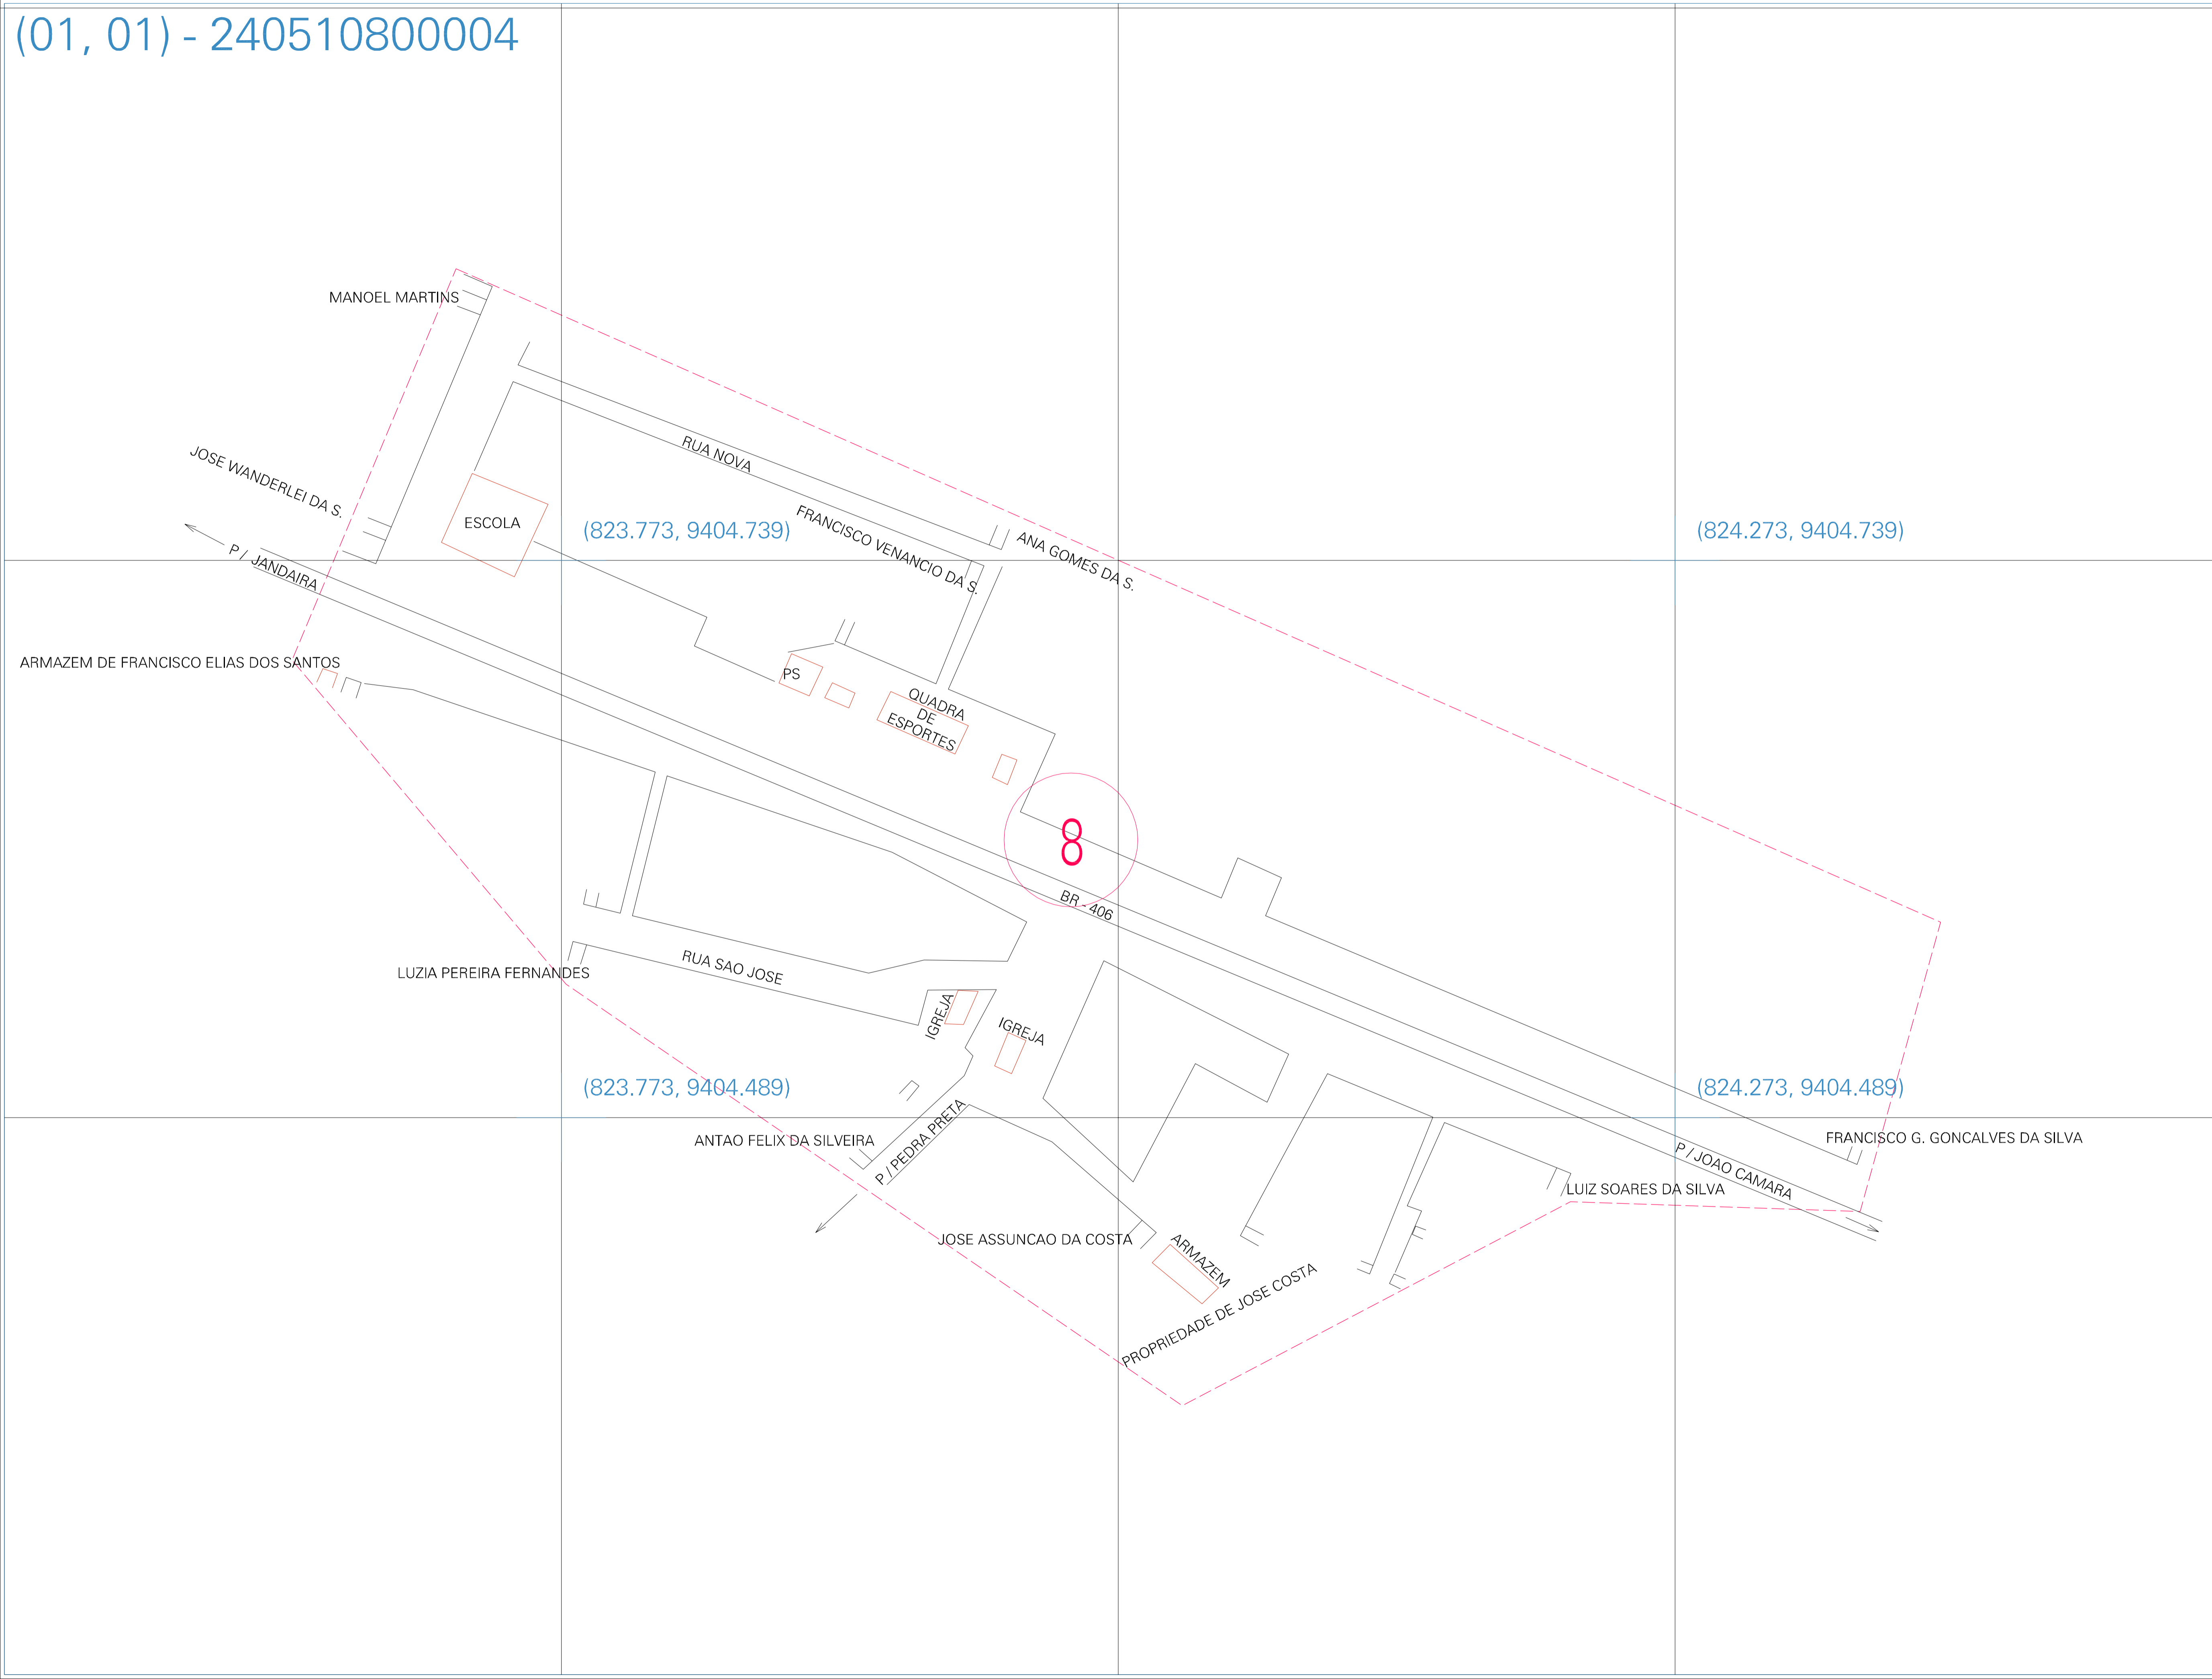 (01, 01) - 240510800004
MANOEL MARTINS
RUA NOVA
JOSE WANDERLEI DA S.
ESCOLA
FRANCISCO VENANCIO DA S.
(823.773, 9404.739)
(824.273, 9404.739)
ANA GOMES DA S.
P / JANDAIRA
ARMAZEM DE FRANCISCO ELIAS DOS SANTOS
PS
QUADRA
DE
ESPORTES
8
BR - 406
RUA SAO JOSE
LUZIA PEREIRA FERNANDES
IGREJA
IGREJA
(823.773, 9404.489)
(824.273, 9404.489)
P / PEDRA PRETA
ANTAO FELIX DA SILVEIRA
FRANCISCO G. GONCALVES DA SILVA
P / JOAO CAMARA
LUIZ SOARES DA SILVA
JOSE ASSUNCAO DA COSTA
ARMAZEM
PROPRIEDADE DE JOSE COSTA